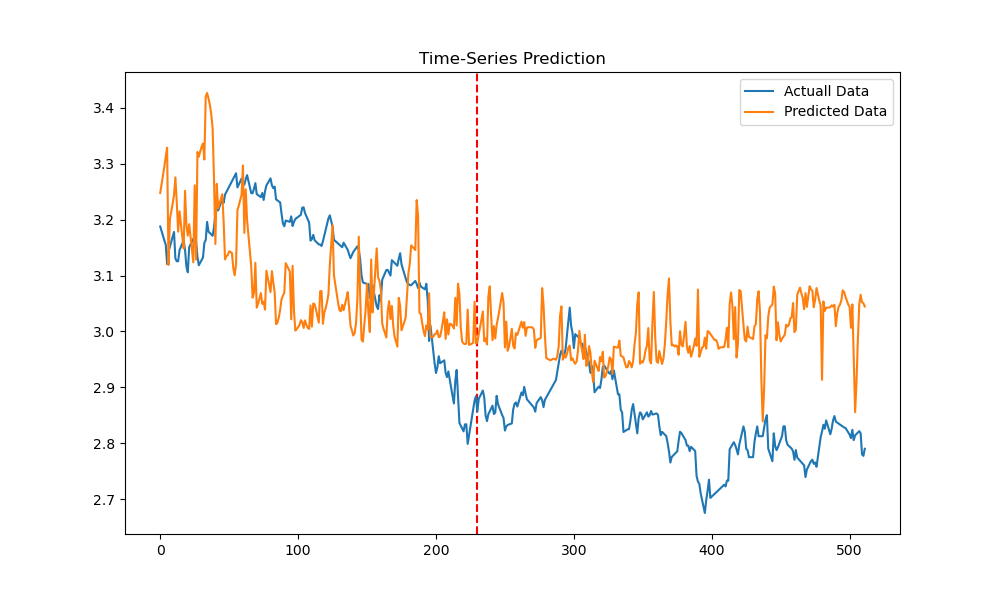 Time-Series Prediction
Actuall Data
Predicted Data
3.4
3.3
3.2
3.1
3.0
2.9
2.8
2.7
0 100 200 300 400 500